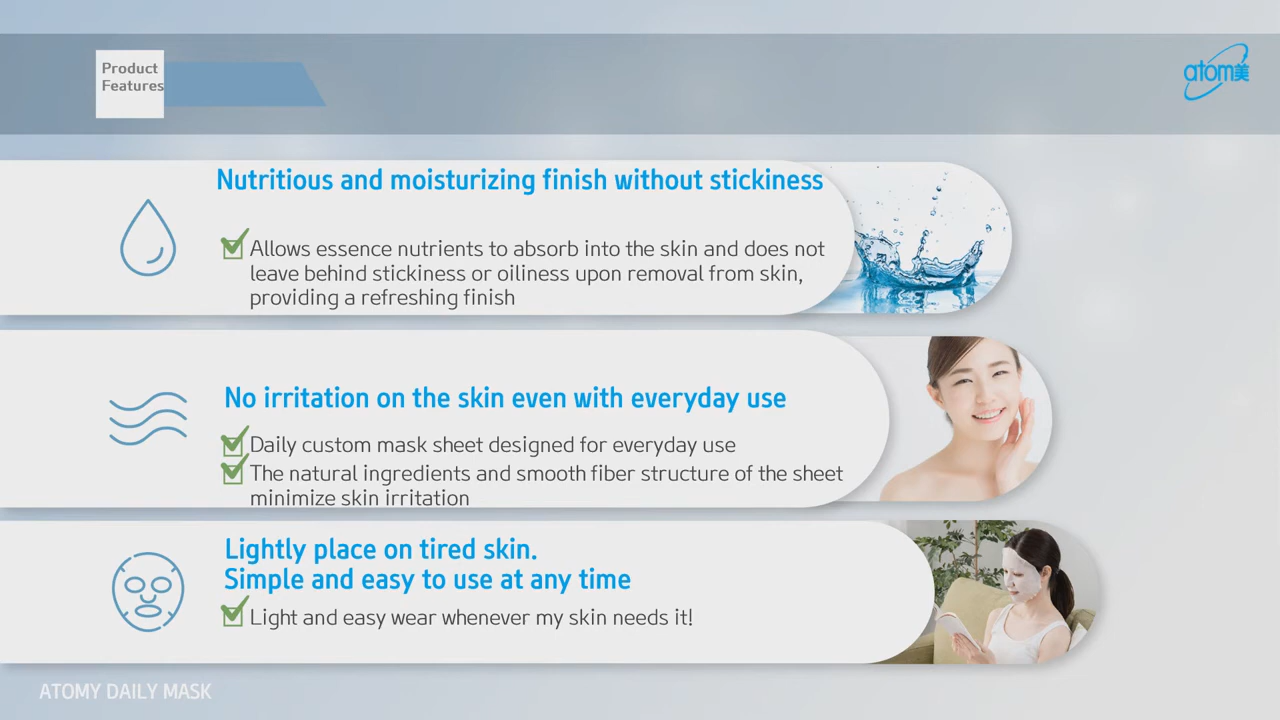 Product
Features
atom美
Nutritious and moisturizing finish without stickiness
Allows essence nutrients to absorb into the skin and does not
leave behind stickiness or oiliness upon removal from skin,
providing a refreshing finish
No irritation on the skin even with everyday use
Daily custom mask sheet designed for everyday use
The natural ingredients and smooth fiber structure of the sheet
minimize skin irritation
Lightly place on tired skin.
Simple and easy to use at any time
Light and easy wear whenever my skin needs it!
ATOMY DAILY MASK